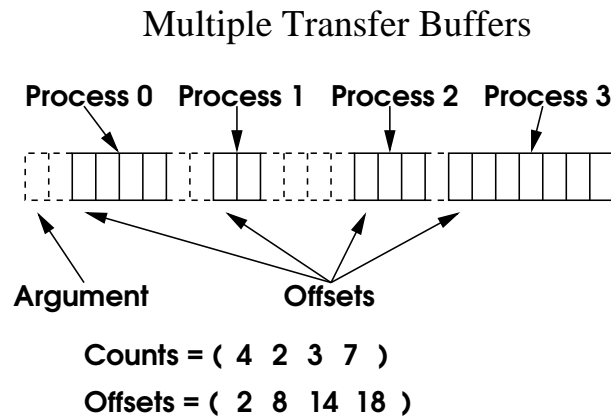 Multiple Transfer Buffers
Process 0 Process 1 Process 2 Process 3
Argument Offsets
Counts = ( 4 2 3 7 )
Offsets = ( 2 8 14 18 )